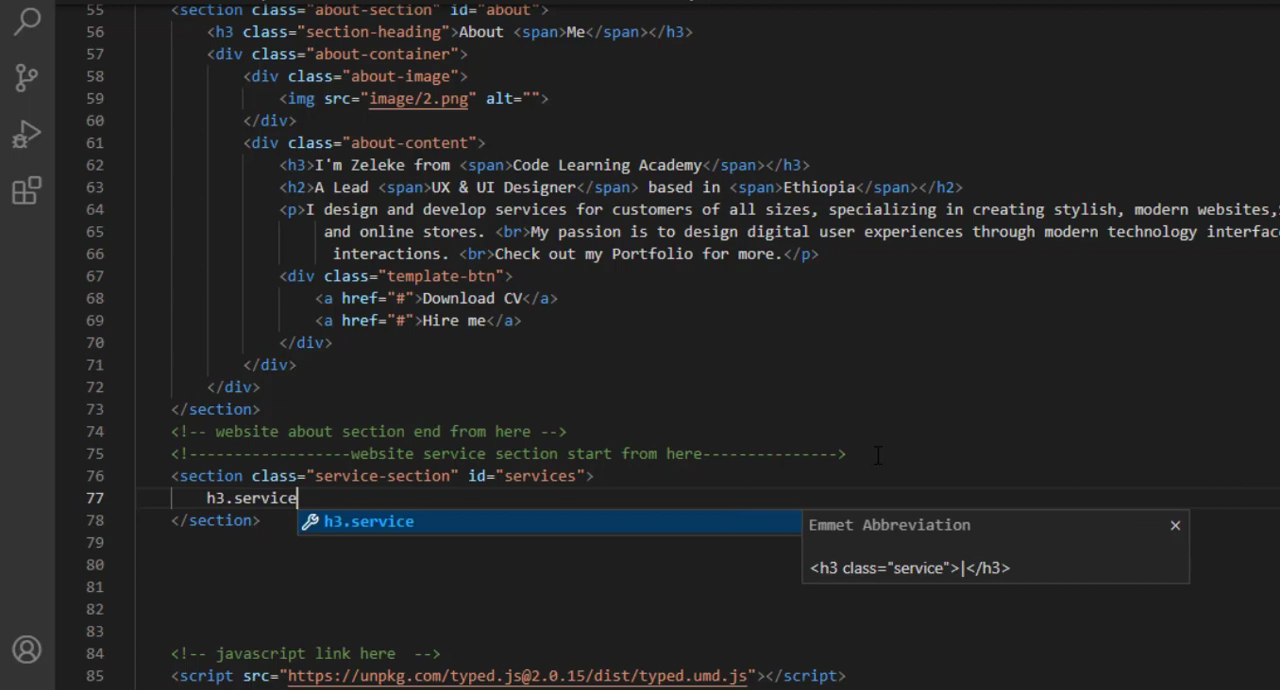 55 <section class="about-section" id="about">
56 <h3 class="section-heading">About <span>Me</span></h3>
57 <div class="about-container">
58 <div class="about-image">
59 <img src="image/2.png" alt="">
60 </div>
61 <div class="about-content">
62 <h3>I'm Zeleke from <span>Code Learning Academy</span></h3>
63 <h2>A Lead <span>UX & UI Designer</span> based in <span>Ethiopia</span></h2>
64 <p>I design and develop services for customers of all sizes, specializing in creating stylish, modern websites,
65 and online stores. <br>My passion is to design digital user experiences through modern technology interfac
66 interactions. <br>Check out my Portfolio for more.</p>
67 <div class="template-btn">
68 <a href="#">Download CV</a>
69 <a href="#">Hire me</a>
70 </div>
71 </div>
72 </div>
73 </section>
74 <!-- website about section end from here -->
75 <!------------------website service section start from here--------------->
76 <section class="service-section" id="services">
77 h3.service
78 </section>
h3.service
Emmet Abbreviation
<h3 class="service">|</h3>
79
80
81
82
83
84 <!-- javascript link here -->
85 <script src="https://unpkg.com/typed.js@2.0.15/dist/typed.umd.js"></script>